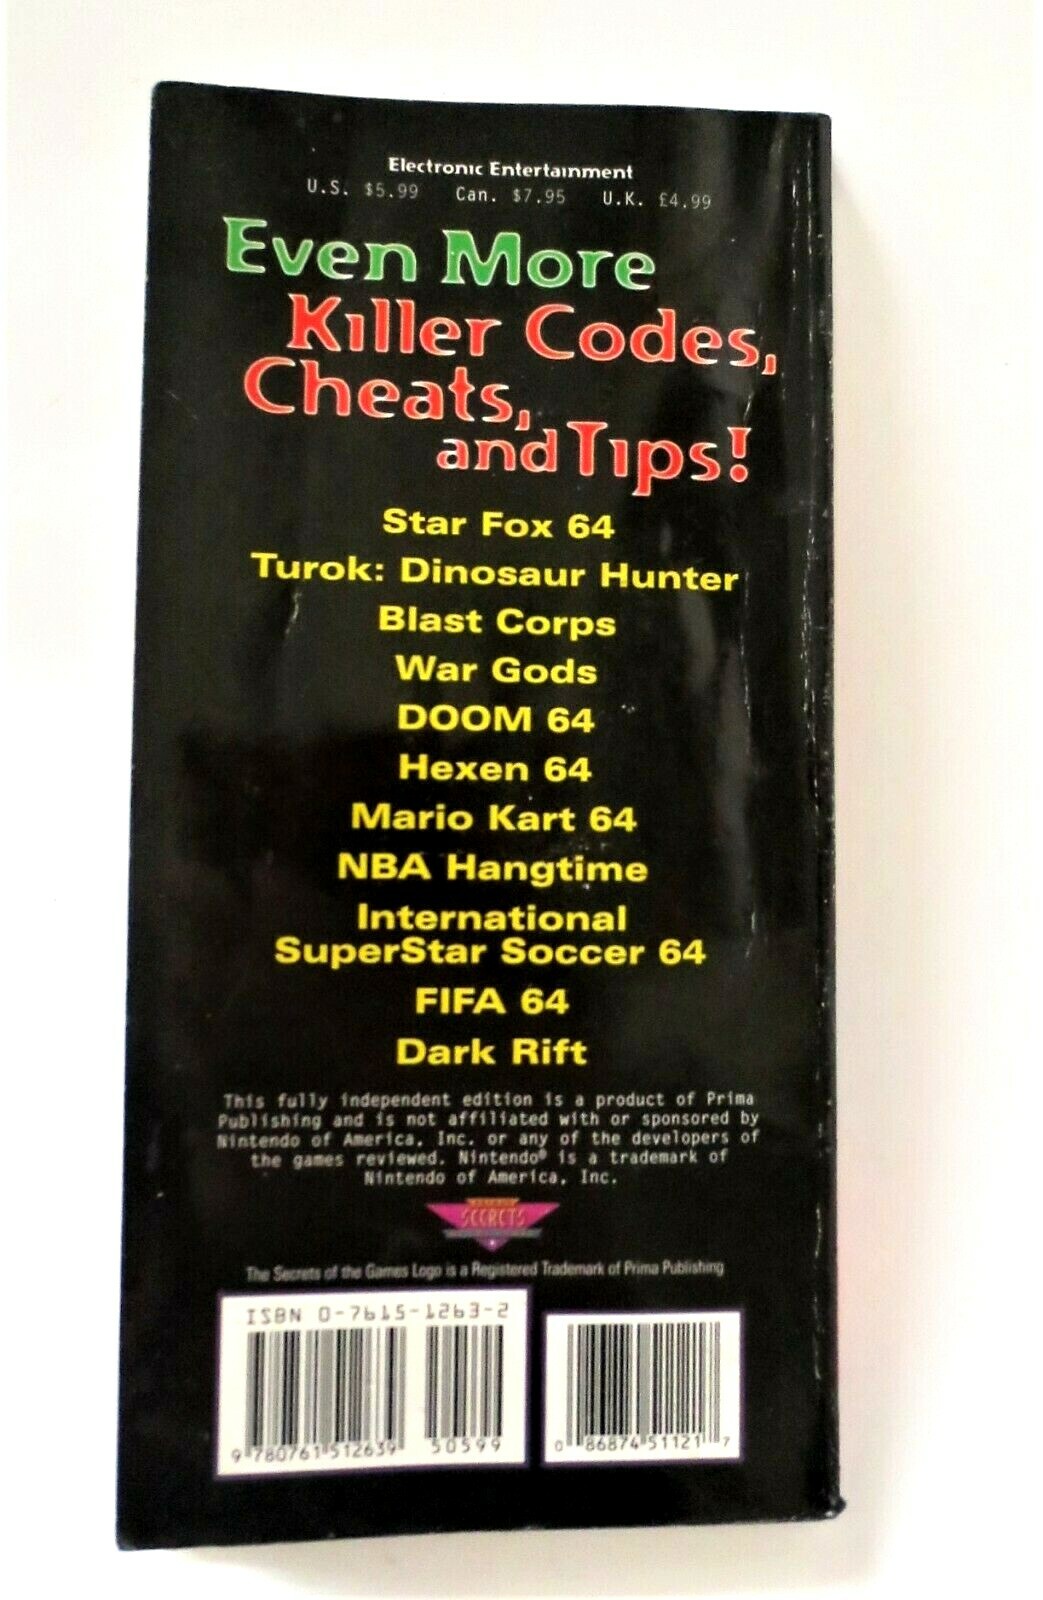 Electronic Entertainment
U.S. $5.99 Can. $7.95 U.K. £4.99
Even More
Killer Codes,
Cheats,
and Tips!
Star Fox 64
Turok: Dinosaur Hunter
Blast Corps
War Gods
DOOM 64
Hexen 64
Mario Kart 64
NBA Hangtime
International
SuperStar Soccer 64
FIFA 64
Dark Rift
This fully independent edition is a product of Prima
Publishing and is not affiliated with or sponsored by
Nintendo of America, Inc. or any of the developers of
the games reviewed. Nintendo® is a trademark of
Nintendo of America, Inc.
SECRETS
The Secrets of the Games Logo is a Registered Trademark of Prima Publishing
ISBN 0-7615-1263-2
9 780761 512639 50599
0 86874 51121 7